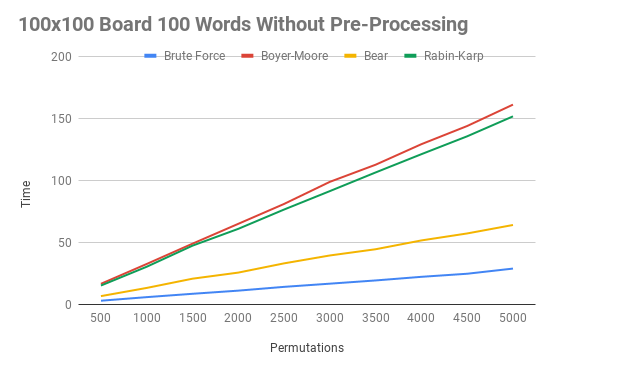 100x100 Board 100 Words Without Pre-Processing
200
Brute Force Boyer-Moore Bear Rabin-Karp
150
100
50
0
Time
500 1000 1500 2000 2500 3000 3500 4000 4500 5000
Permutations